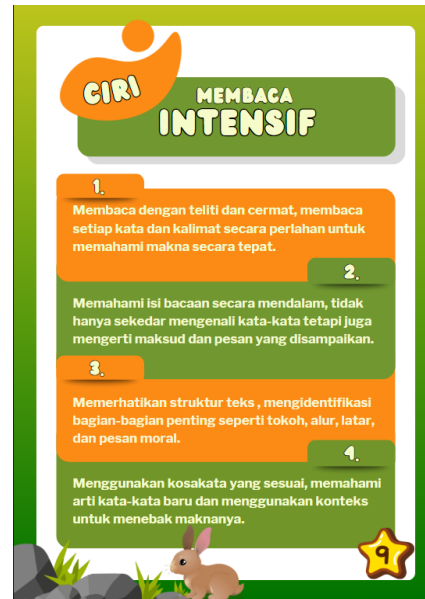 CIRI
MEMBACA
INTENSIF
1.
Membaca dengan teliti dan cermat, membaca
setiap kata dan kalimat secara perlahan untuk
memahami makna secara tepat.
2.
Memahami isi bacaan secara mendalam, tidak
hanya sekedar mengenali kata-kata tetapi juga
mengerti maksud dan pesan yang disampaikan.
3.
Memerhatikan struktur teks , mengidentifikasi
bagian-bagian penting seperti tokoh, alur, latar,
dan pesan moral.
4.
Menggunakan kosakata yang sesuai, memahami
arti kata-kata baru dan menggunakan konteks
untuk menebak maknanya.
9